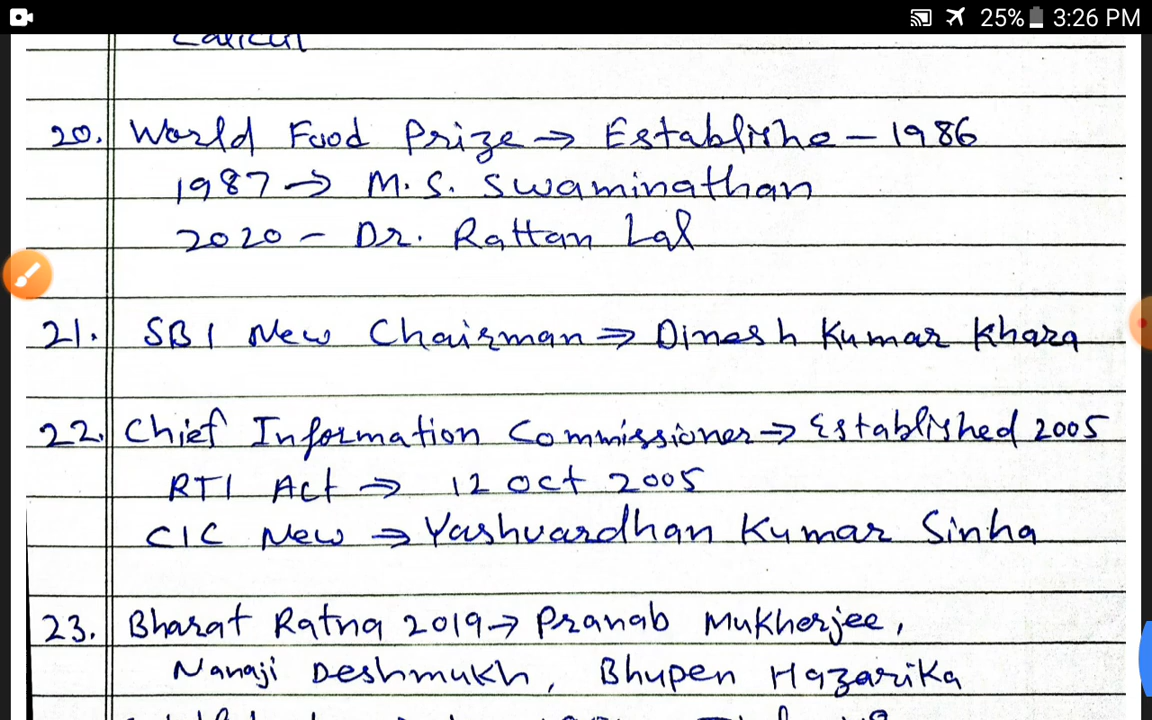 25% 3:26 PM
Calicut
20. World Food Prize → Establishe - 1986
1987 → M.S. Swaminathan
2020 - Dr. Rattan Lal
21. SBI New Chairman ⇒ Dinesh Kumar Khara
22. Chief Information Commissioner → Established 2005
RTI Act → 12 Oct 2005
CIC New ⇒ Yashvardhan Kumar Sinha
23. Bharat Ratna 2019 → Pranab Mukherjee,
Nanaji Deshmukh, Bhupen Hazarika